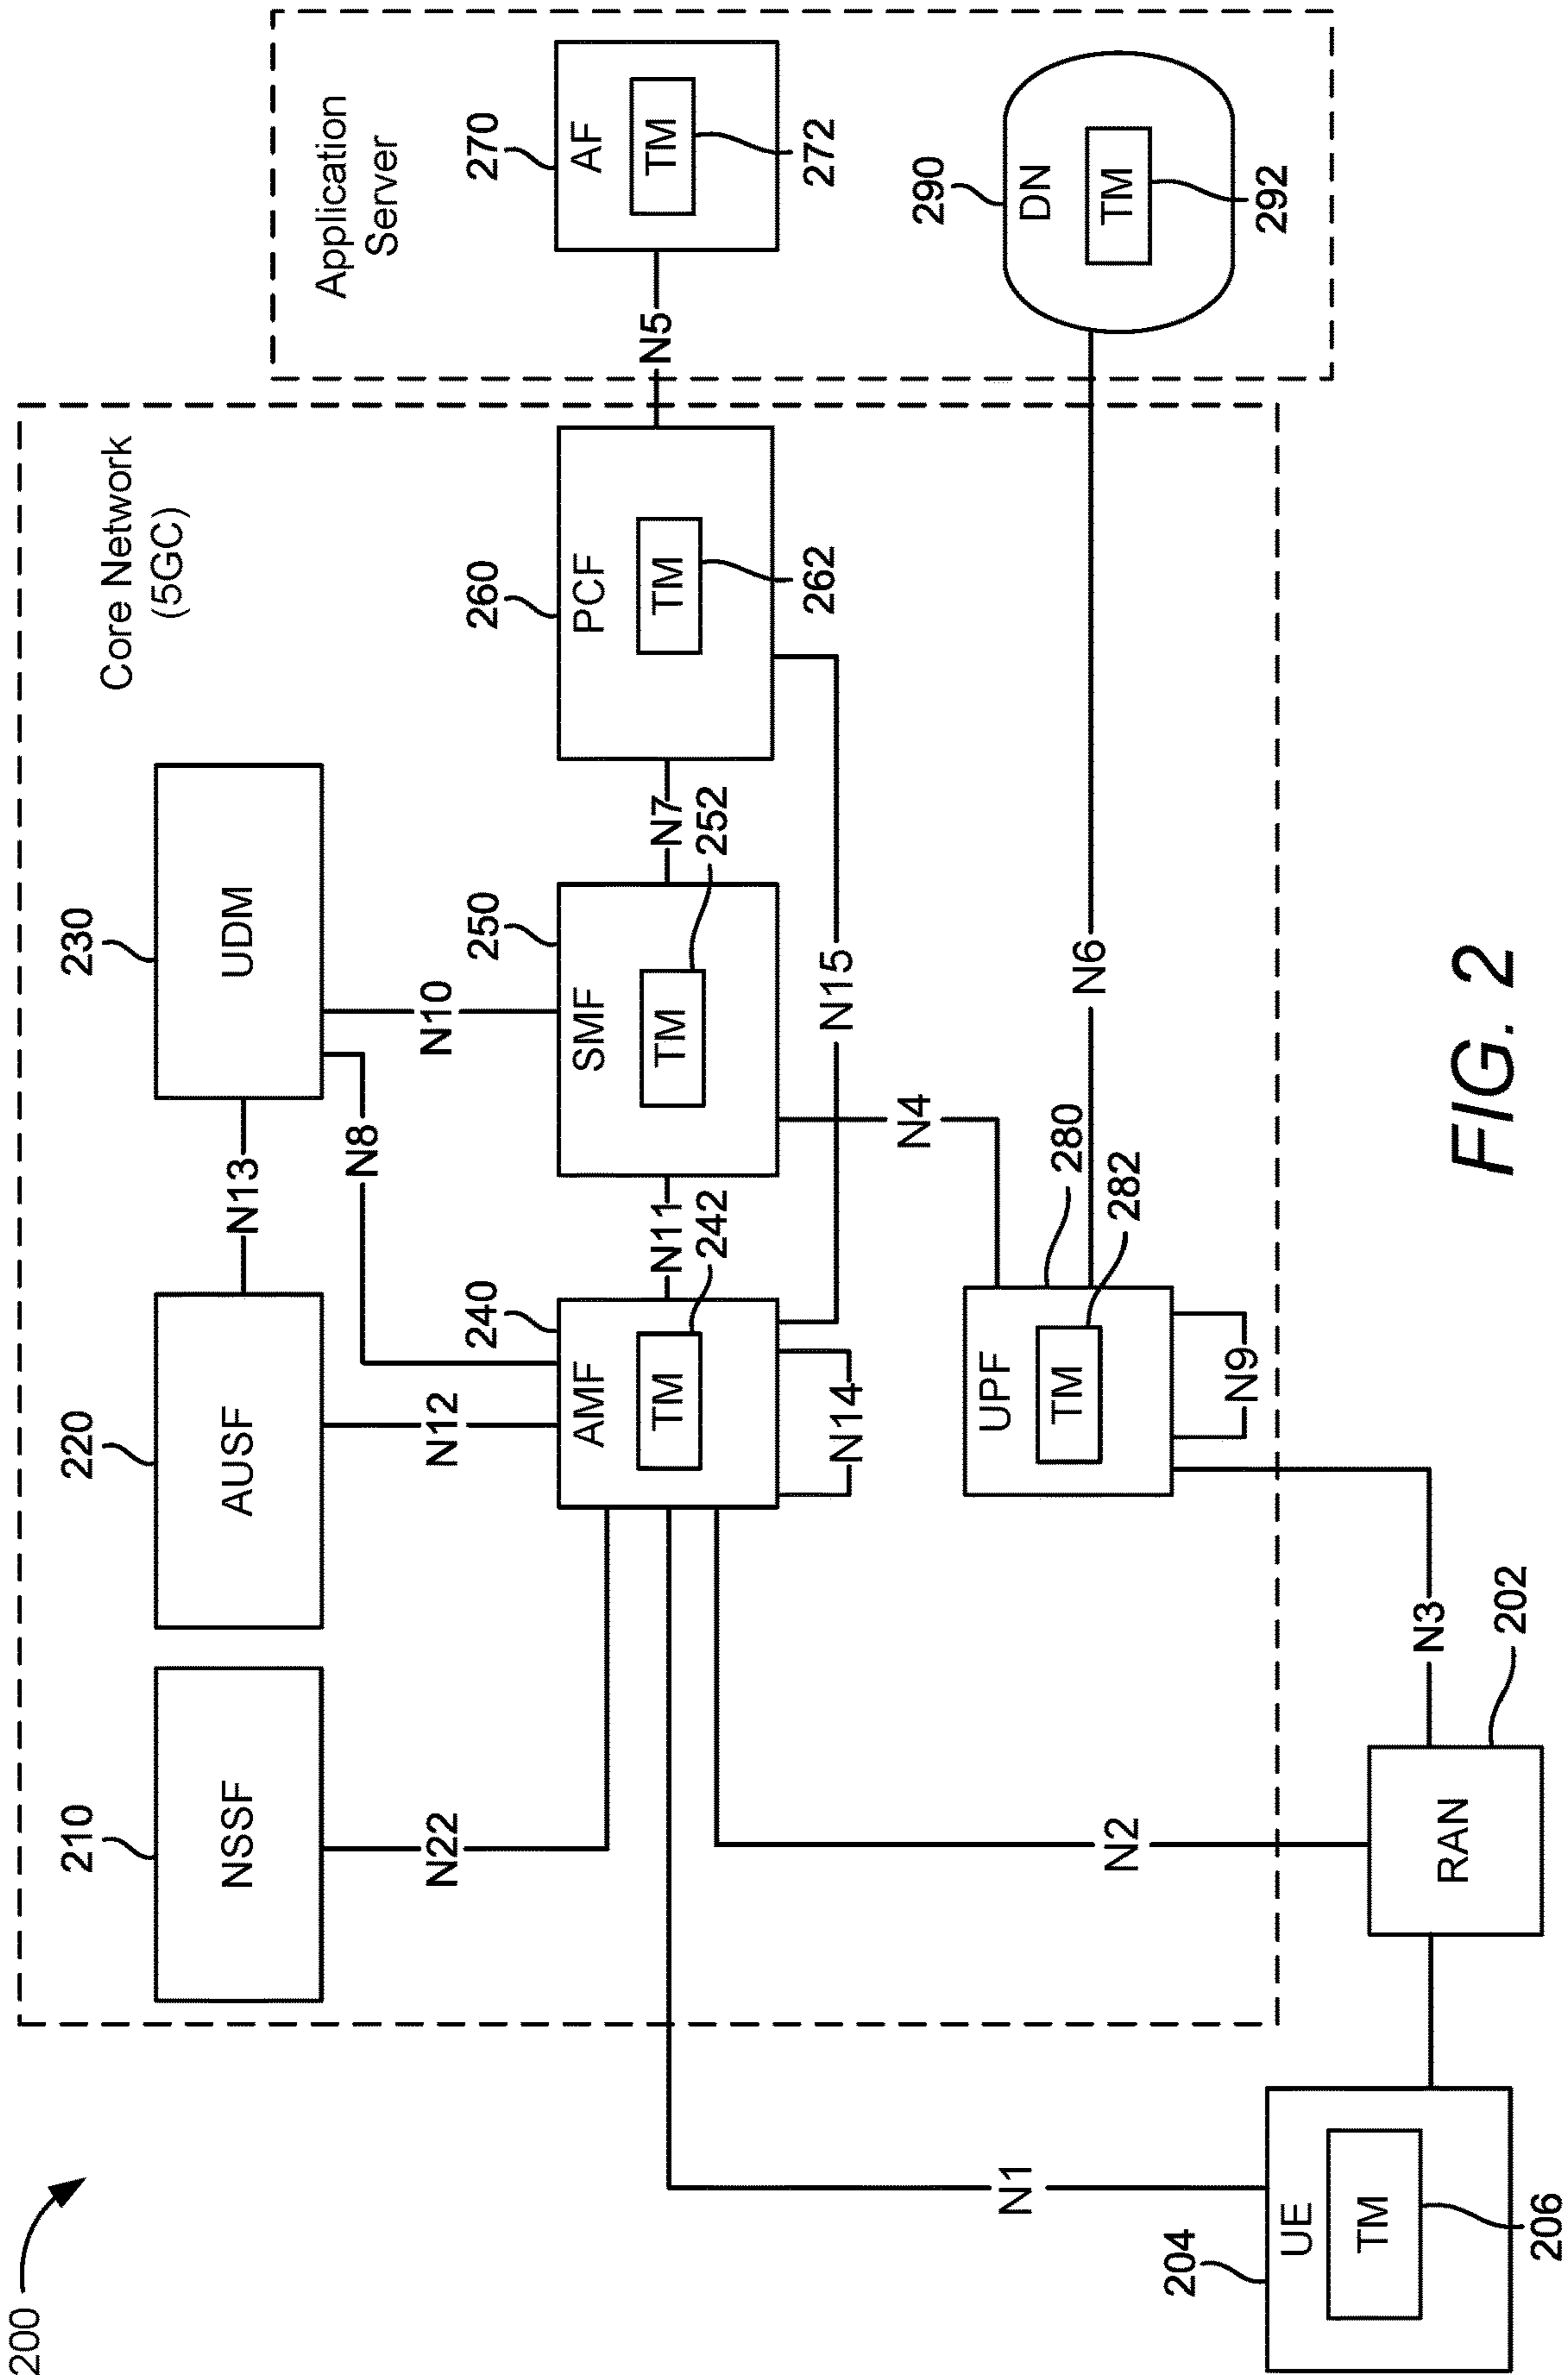 200
Core Network
(5GC)
Application
Server
210
NSSF
220
AUSF
230
UDM
N13
N22
N12
N8
N10
240
AMF
TM
242
N11
250
SMF
TM
252
N7
260
PCF
TM
262
N5
270
AF
TM
272
N14
N15
N1
N2
N4
280
UPF
TM
282
N9
N6
290
DN
TM
292
N3
204
UE
TM
206
RAN
202
FIG. 2